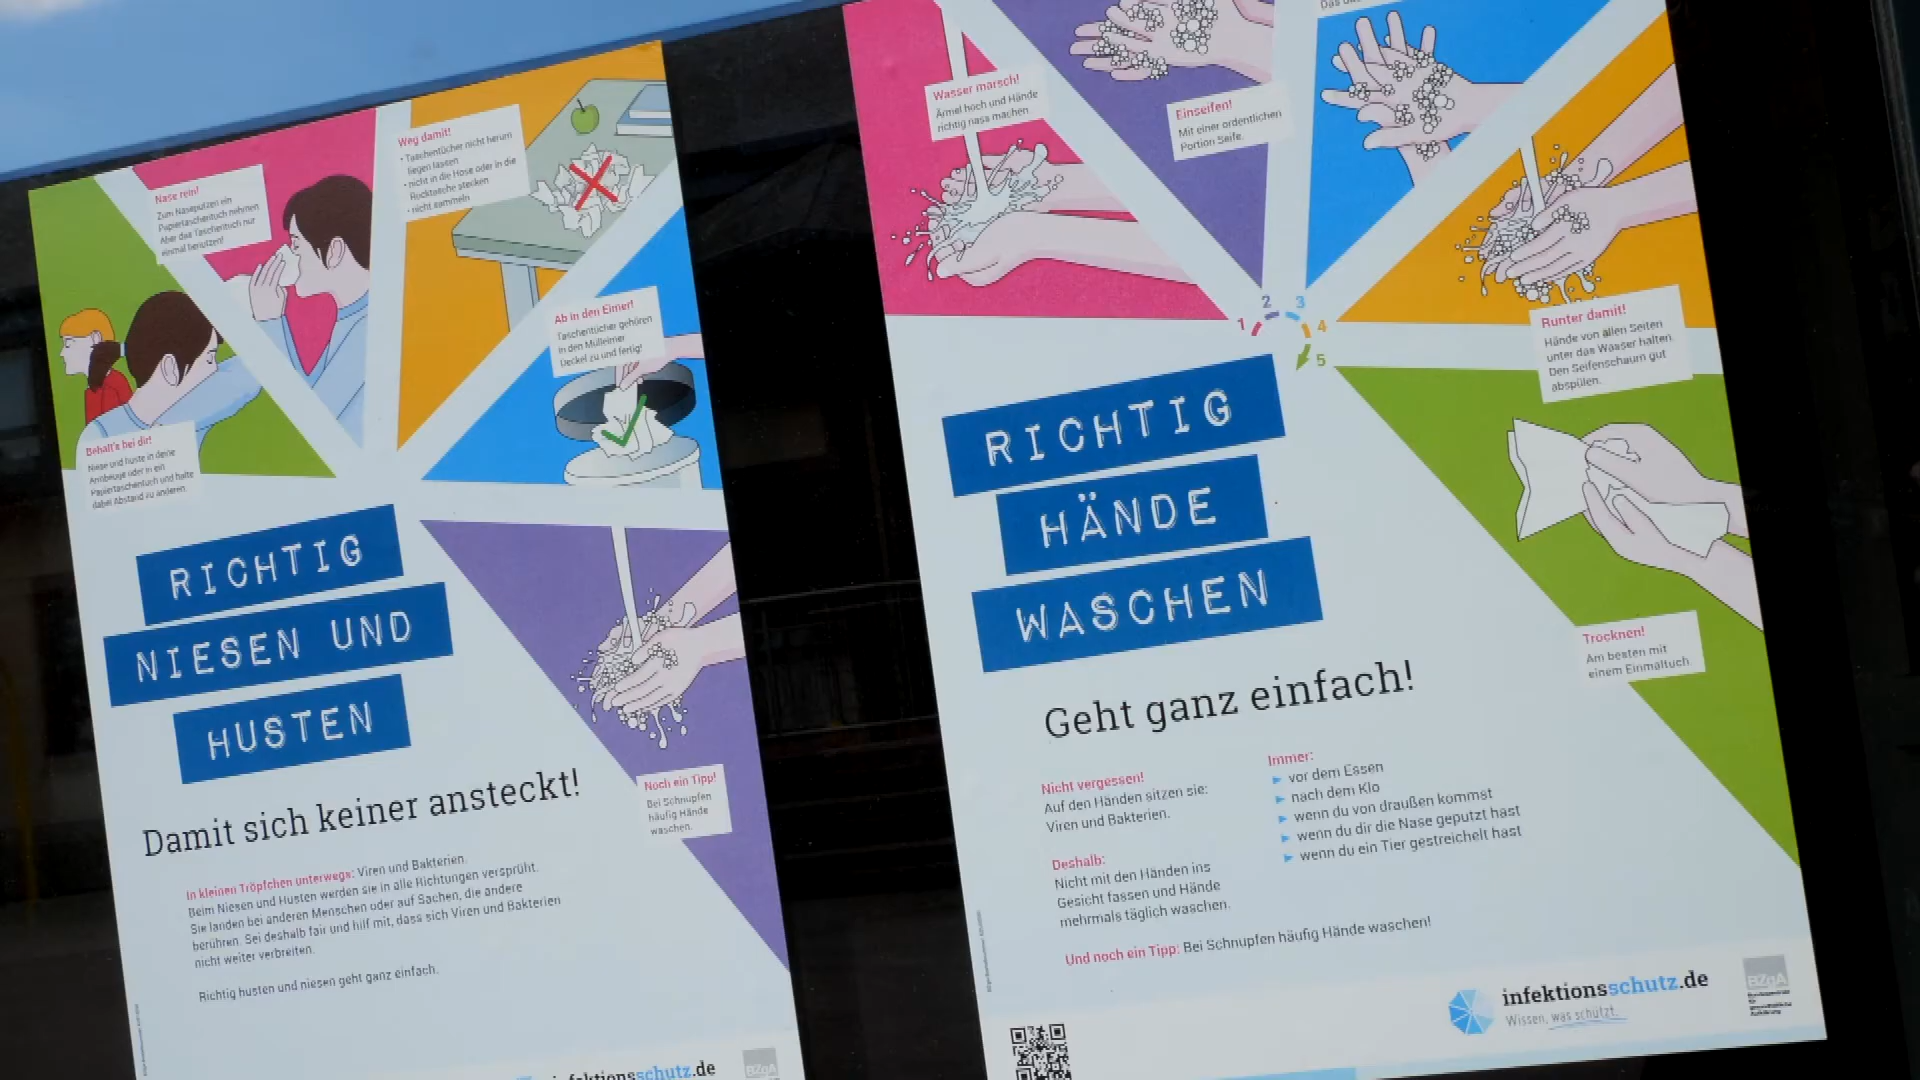 Nase rein!
Zum Naseputzen ein
Papiertaschentuch nehmen
Aber das Taschentuch nur
einmal benutzen!
Weg damit!
• Taschentücher nicht herum
liegen lassen
• nicht in die Hose oder in die
Rocktasche stecken
• nicht sammeln
Ab in den Eimer!
Taschentücher gehören
in den Mülleimer
Deckel zu und fertig!
Behalt's bei dir!
Niese und huste in deine
Armbeuge oder in ein
Papiertaschentuch und halte
dabei Abstand zu anderen.
RICHTIG
NIESEN UND
HUSTEN
Damit sich keiner ansteckt!
Noch ein Tipp!
Bei Schnupfen
häufig Hände
waschen.
In kleinen Tröpfchen unterwegs: Viren und Bakterien.
Beim Niesen und Husten werden sie in alle Richtungen versprüht.
Sie landen bei anderen Menschen oder auf Sachen, die andere
berühren. Sei deshalb fair und hilf mit, dass sich Viren und Bakterien
nicht weiter verbreiten.
Richtig husten und niesen geht ganz einfach.
infektionsschutz.de
BZgA
Wasser marsch!
Ärmel hoch und Hände
richtig nass machen.
Einseifen!
Mit einer ordentlichen
Portion Seife.
1 2 3 4 5
Runter damit!
Hände von allen Seiten
unter das Wasser halten.
Den Seifenschaum gut
abspülen.
RICHTIG
HÄNDE
WASCHEN
Geht ganz einfach!
Trocknen!
Am besten mit
einem Einmaltuch.
Nicht vergessen!
Auf den Händen sitzen sie:
Viren und Bakterien.
Deshalb:
Nicht mit den Händen ins
Gesicht fassen und Hände
mehrmals täglich waschen.
Immer:
► vor dem Essen
► nach dem Klo
► wenn du von draußen kommst
► wenn du dir die Nase geputzt hast
► wenn du ein Tier gestreichelt hast
Und noch ein Tipp: Bei Schnupfen häufig Hände waschen!
infektionsschutz.de
Wissen, was schützt.
BZgA